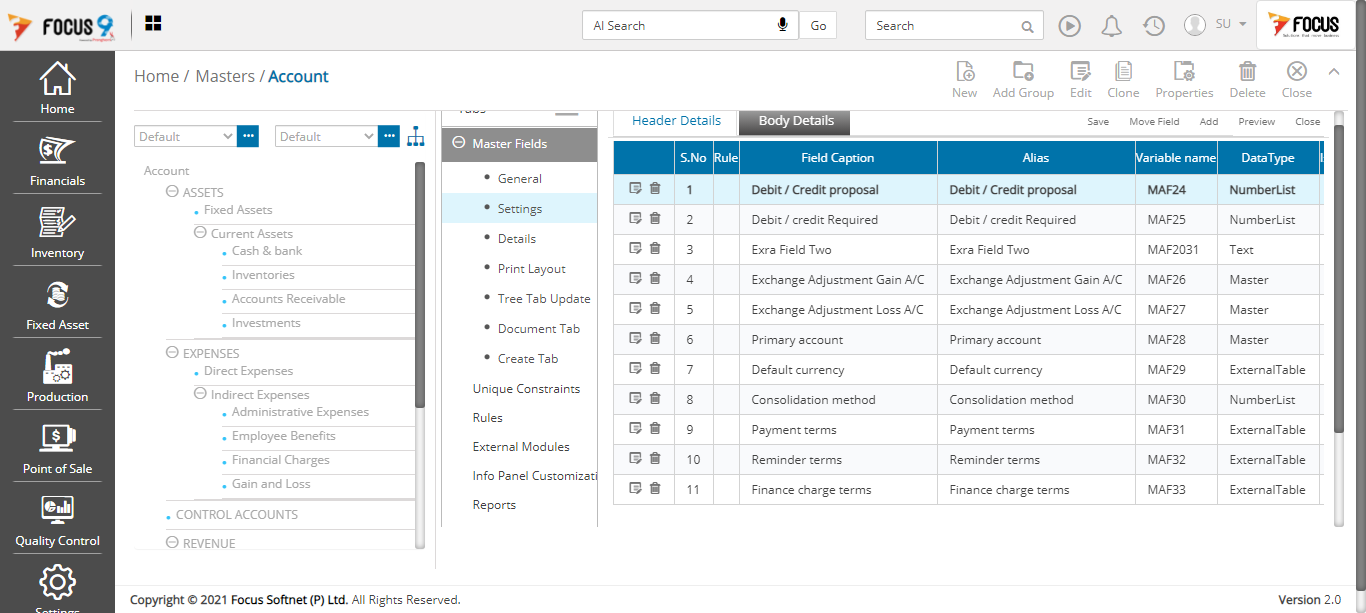 FOCUS 9
AI Search
Go
Search
SU
FOCUS
Home / Masters / Account
New
Add Group
Edit
Clone
Properties
Delete
Close
Home
Financials
Inventory
Fixed Asset
Production
Point of Sale
Quality Control
Settings
Default
Default
Account
ASSETS
Fixed Assets
Current Assets
Cash & bank
Inventories
Accounts Receivable
Investments
EXPENSES
Direct Expenses
Indirect Expenses
Administrative Expenses
Employee Benefits
Financial Charges
Gain and Loss
CONTROL ACCOUNTS
REVENUE
Tabs
Master Fields
General
Settings
Details
Print Layout
Tree Tab Update
Document Tab
Create Tab
Unique Constraints
Rules
External Modules
Info Panel Customizati
Reports
Header Details
Body Details
Save
Move Field
Add
Preview
Close
S.No Rule Field Caption Alias Variable name DataType
1 Debit / Credit proposal Debit / Credit proposal MAF24 NumberList
2 Debit / credit Required Debit / credit Required MAF25 NumberList
3 Exra Field Two Exra Field Two MAF2031 Text
4 Exchange Adjustment Gain A/C Exchange Adjustment Gain A/C MAF26 Master
5 Exchange Adjustment Loss A/C Exchange Adjustment Loss A/C MAF27 Master
6 Primary account Primary account MAF28 Master
7 Default currency Default currency MAF29 ExternalTable
8 Consolidation method Consolidation method MAF30 NumberList
9 Payment terms Payment terms MAF31 ExternalTable
10 Reminder terms Reminder terms MAF32 ExternalTable
11 Finance charge terms Finance charge terms MAF33 ExternalTable
Copyright © 2021 Focus Softnet (P) Ltd. All Rights Reserved.
Version 2.0